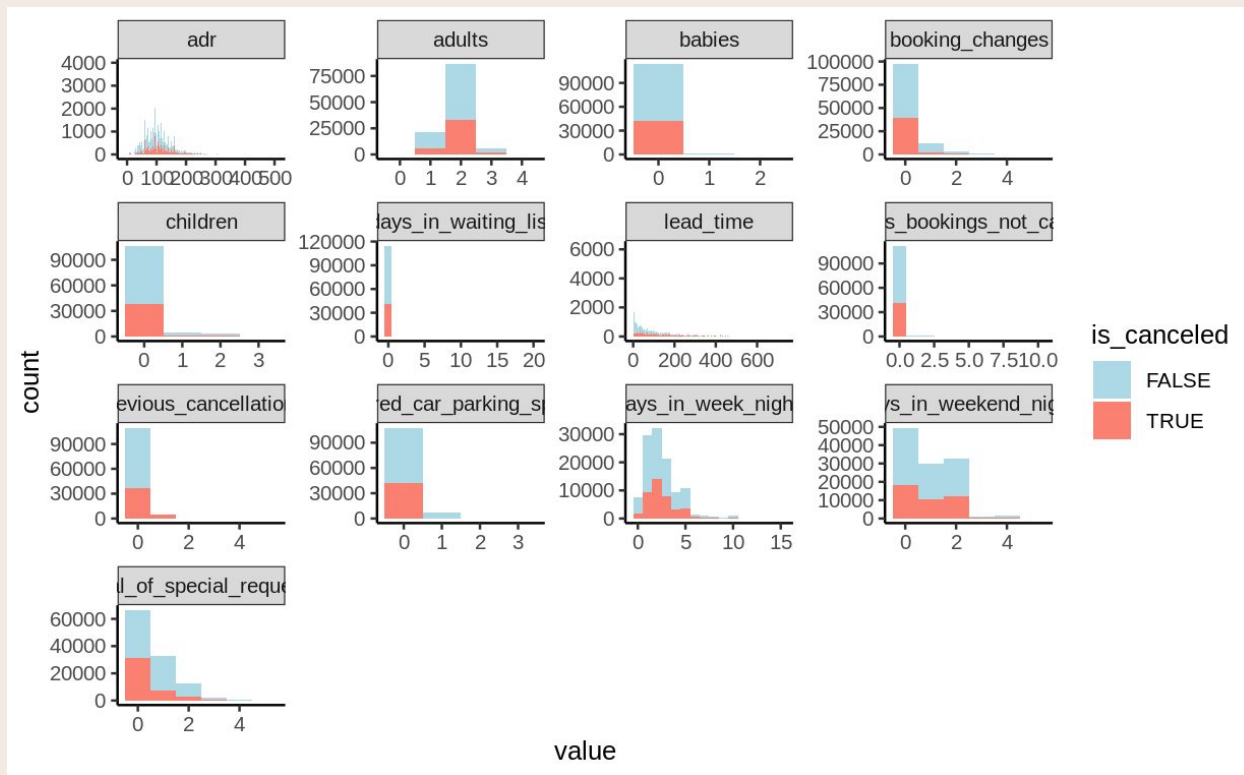 adr
4000
3000
2000
1000
0
0 100 200 300 400 500
adults
75000
50000
25000
0
0 1 2 3 4
babies
90000
60000
30000
0
0 1 2
booking_changes
100000
75000
50000
25000
0
0 2 4
children
90000
60000
30000
0
0 1 2 3
days_in_waiting_lis
120000
90000
60000
30000
0
0 5 10 15 20
lead_time
6000
4000
2000
0
0 200 400 600
s_bookings_not_ca
90000
60000
30000
0
0.0 2.5 5.0 7.5 10.0
evious_cancellation
90000
60000
30000
0
0 2 4
red_car_parking_sp
90000
60000
30000
0
0 1 2 3
ays_in_week_nigh
30000
20000
10000
0
0 5 10 15
ys_in_weekend_nig
50000
40000
30000
20000
10000
0
0 2 4
al_of_special_reque
60000
40000
20000
0
0 2 4
count
value
is_canceled
FALSE
TRUE